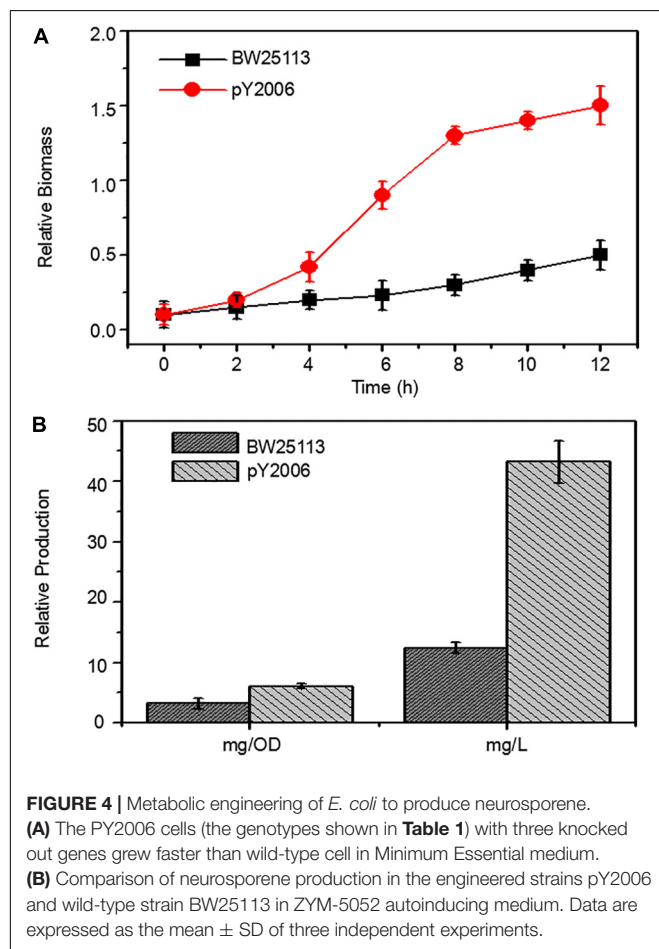 A
BW25113
pY2006
2.0
1.5
1.0
0.5
0.0
Relative Biomass
0 2 4 6 8 10 12
Time (h)
B
BW25113
pY2006
50
40
30
20
10
0
Relative Production
mg/OD mg/L
FIGURE 4 | Metabolic engineering of E. coli to produce neurosporene.
(A) The PY2006 cells (the genotypes shown in Table 1) with three knocked
out genes grew faster than wild-type cell in Minimum Essential medium.
(B) Comparison of neurosporene production in the engineered strains pY2006
and wild-type strain BW25113 in ZYM-5052 autoinducing medium. Data are
expressed as the mean ± SD of three independent experiments.